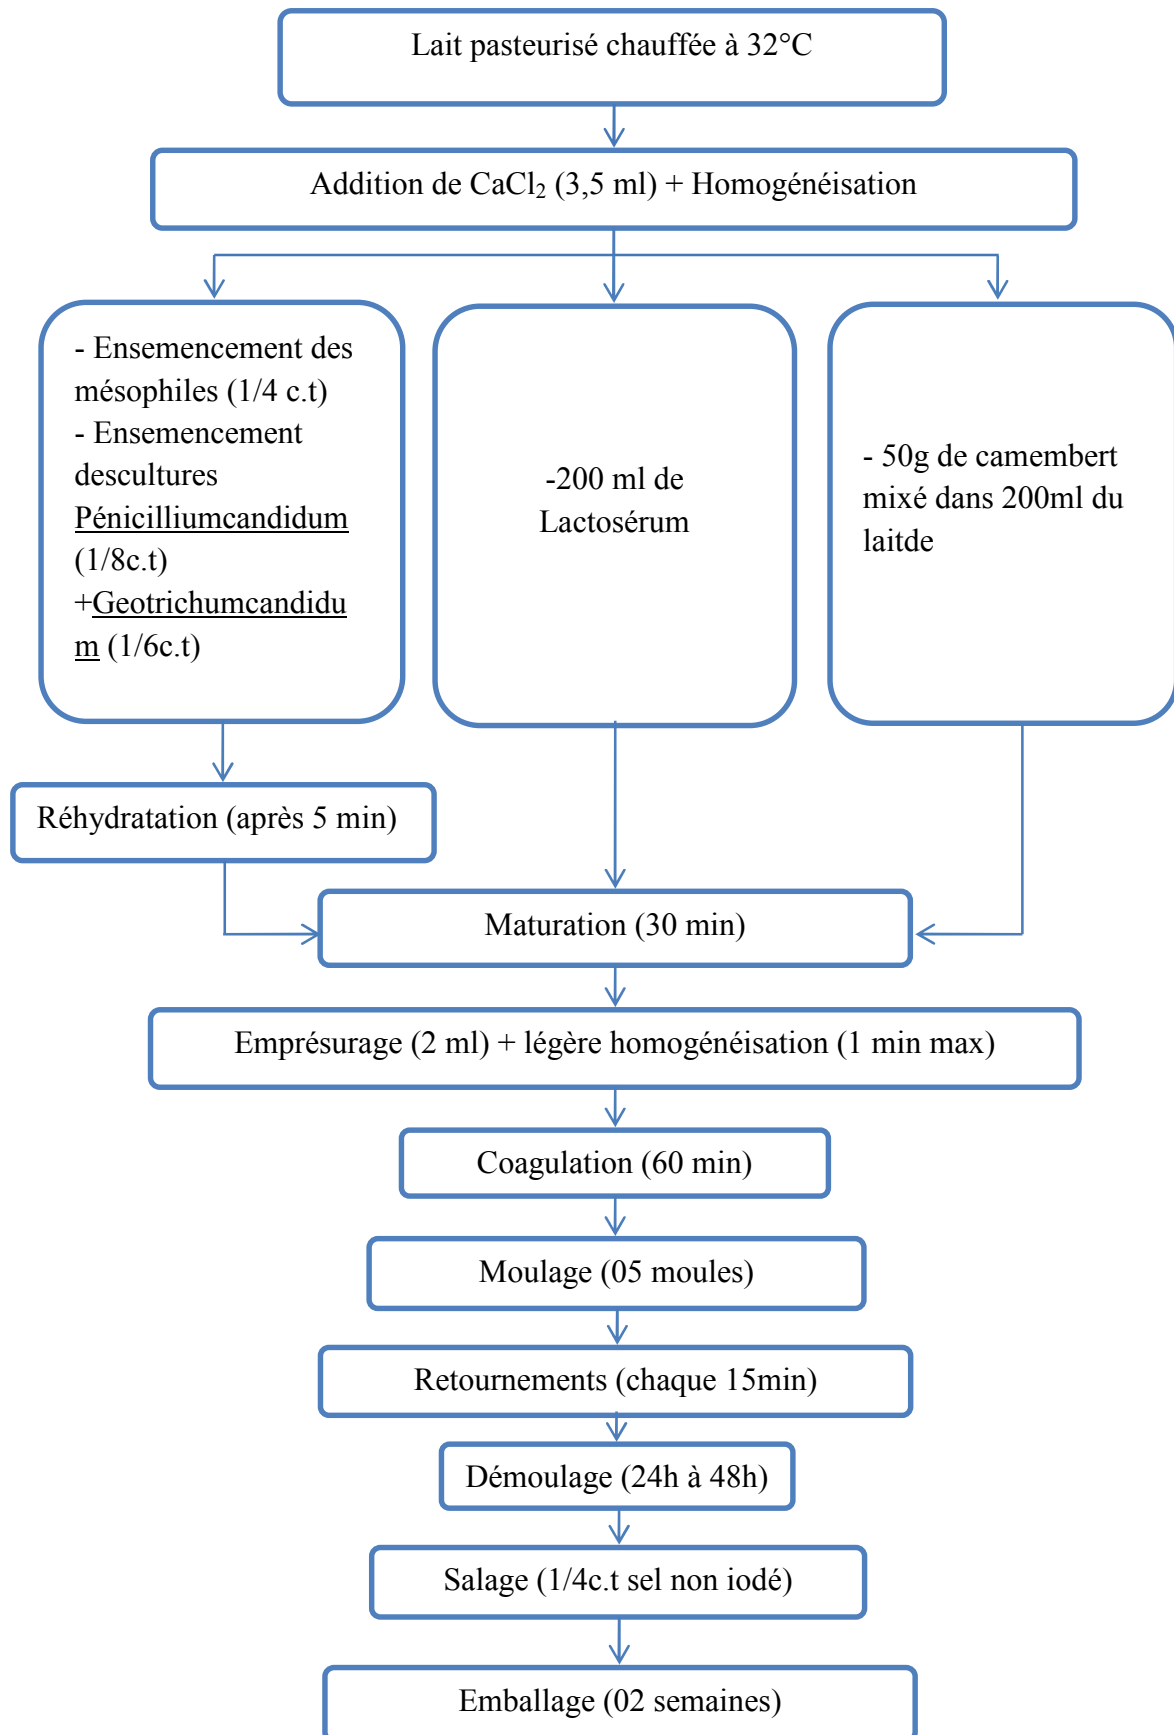 Lait pasteurisé chauffée à 32°C
Addition de CaCl₂ (3,5 ml) + Homogénéisation
- Ensemencement des
mésophiles (1/4 c.t)
- Ensemencement
descultures
Pénicilliumcandidum
(1/8c.t)
+Geotrichumcandidu
m (1/6c.t)
-200 ml de
Lactosérum
- 50g de camembert
mixé dans 200ml du
laitde
Réhydratation (après 5 min)
Maturation (30 min)
Emprésurage (2 ml) + légère homogénéisation (1 min max)
Coagulation (60 min)
Moulage (05 moules)
Retournements (chaque 15min)
Démoulage (24h à 48h)
Salage (1/4c.t sel non iodé)
Emballage (02 semaines)